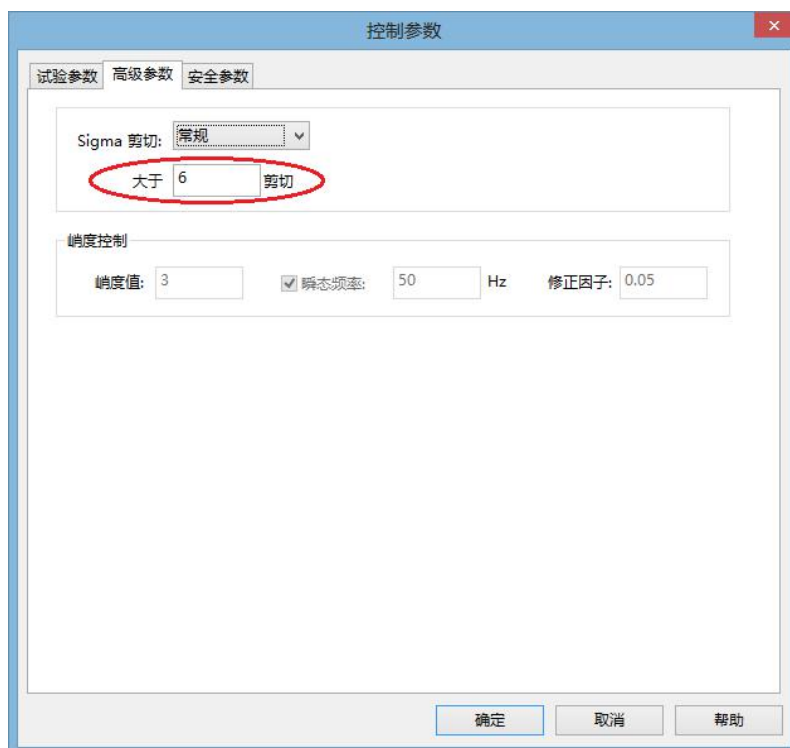 控制参数
试验参数 高级参数 安全参数
Sigma 剪切: 常规
大于 6 剪切
峭度控制
峭度值: 3 瞬态频率: 50 Hz 修正因子: 0.05
确定 取消 帮助